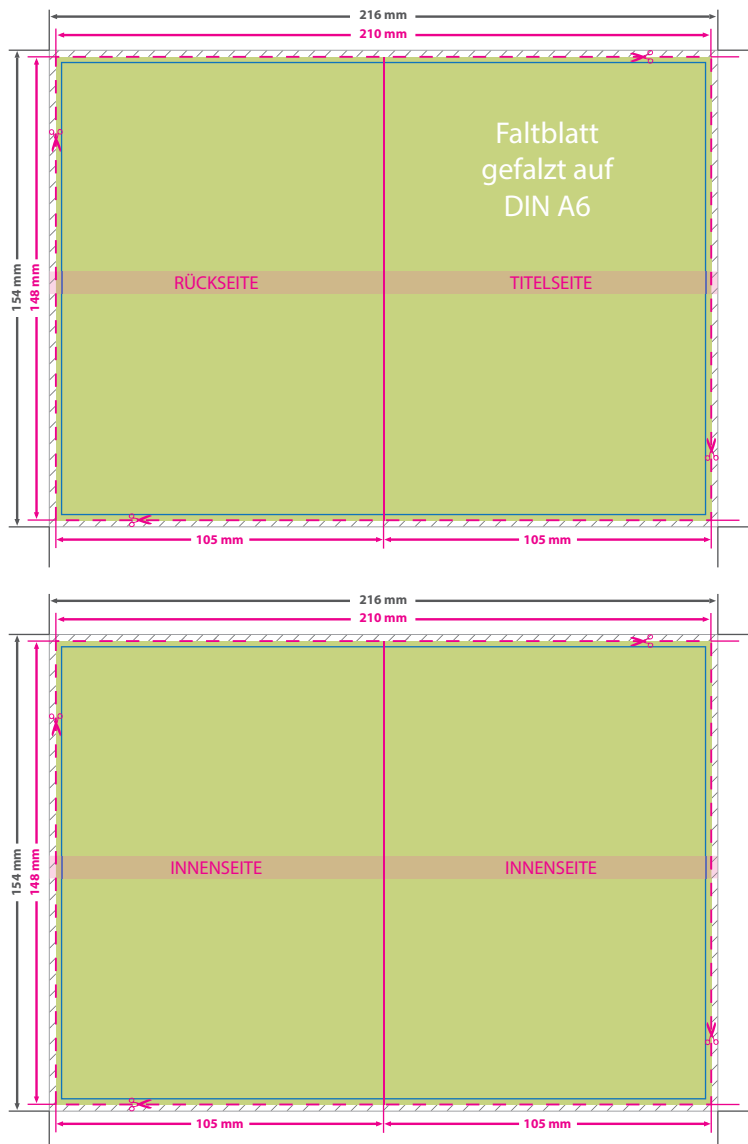 216 mm
210 mm
Faltblatt
gefalzt auf
DIN A6
154 mm
148 mm
RÜCKSEITE
TITELSEITE
105 mm
105 mm
216 mm
210 mm
154 mm
148 mm
INNENSEITE
INNENSEITE
105 mm
105 mm